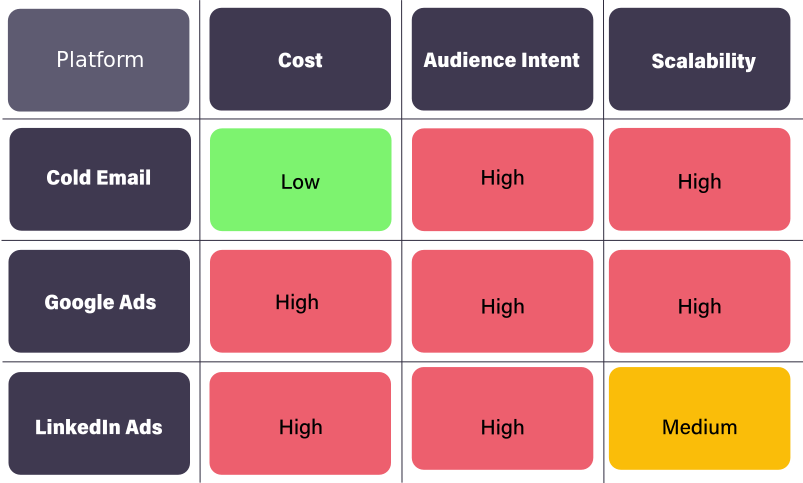 Platform Cost Audience Intent Scalability
Cold Email Low High High
Google Ads High High High
LinkedIn Ads High High Medium